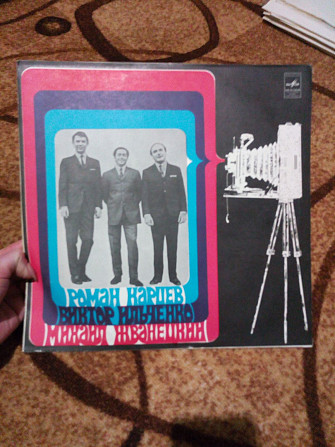 РОМАН КАРЦЕВ
ВИКТОР ИЛЬЧЕНКО
МИХАИЛ ЖВАНЕЦКИЙ